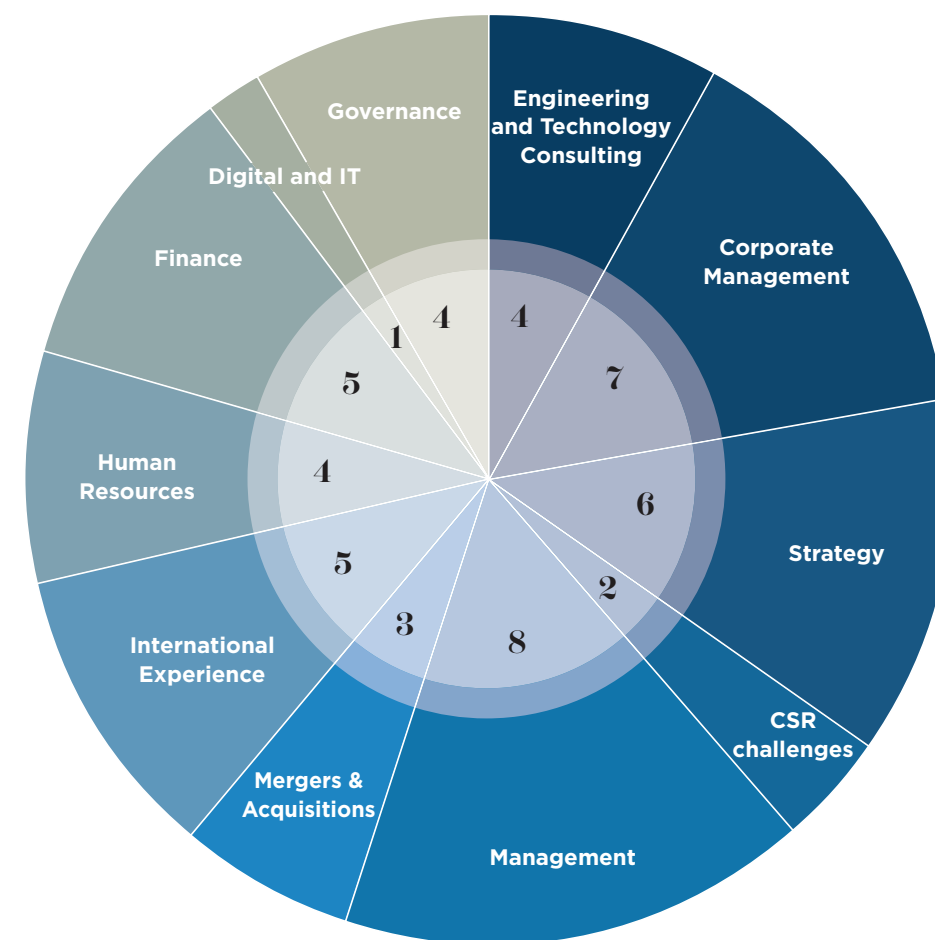 Governance
Engineering
and Technology
Consulting
Digital and IT
Finance
Corporate
Management
4
4
1
5
7
Human
Resources
4
6
Strategy
5
2
3
8
International
Experience
CSR
challenges
Mergers &
Acquisitions
Management